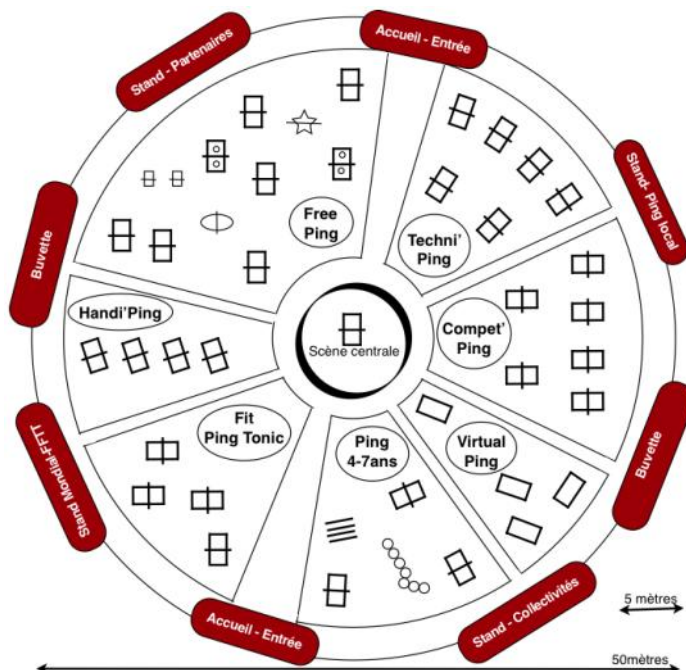 Accueil - Entrée
Stand - Partenaires
Stand- Ping local
Free
Ping
Techni'
Ping
Buvette
Handi'Ping
Scène centrale
Compet'
Ping
Fit
Ping Tonic
Ping
4-7ans
Virtual
Ping
Buvette
Stand Mondial-FFTT
Accueil - Entrée
Stand - Collectivités
5 mètres
50mètres